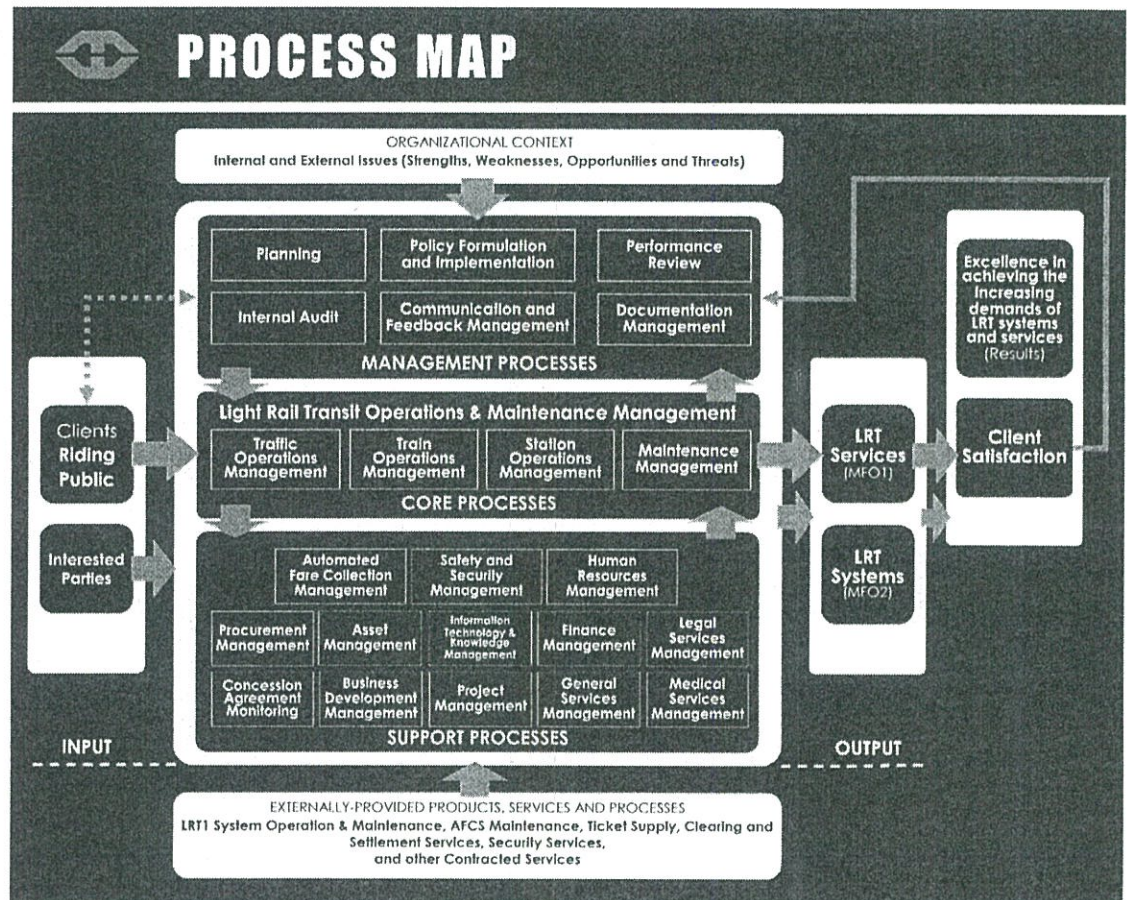 PROCESS MAP
ORGANIZATIONAL CONTEXT
Internal and External Issues (Strengths, Weaknesses, Opportunities and Threats)
Planning
Policy Formulation
and Implementation
Performance
Review
Internal Audit
Communication and
Feedback Management
Documentation
Management
MANAGEMENT PROCESSES
Clients
Riding
Public
Interested
Parties
INPUT
Light Rail Transit Operations & Maintenance Management
Traffic
Operations
Management
Train
Operations
Management
Station
Operations
Management
Maintenance
Management
CORE PROCESSES
Automated
Fare Collection
Management
Safety and
Security
Management
Human
Resources
Management
Procurement
Management
Asset
Management
Information
Technology &
Knowledge
Management
Finance
Management
Legal
Services
Management
Concession
Agreement
Monitoring
Business
Development
Management
Project
Management
General
Services
Management
Medical
Services
Management
SUPPORT PROCESSES
LRT
Services
(MFO1)
LRT
Systems
(MFO2)
OUTPUT
Excellence in
achieving the
increasing
demands of
LRT systems
and services
(Results)
Client
Satisfaction
EXTERNALLY-PROVIDED PRODUCTS, SERVICES AND PROCESSES
LRT1 System Operation & Maintenance, AFCS Maintenance, Ticket Supply, Clearing and
Settlement Services, Security Services,
and other Contracted Services